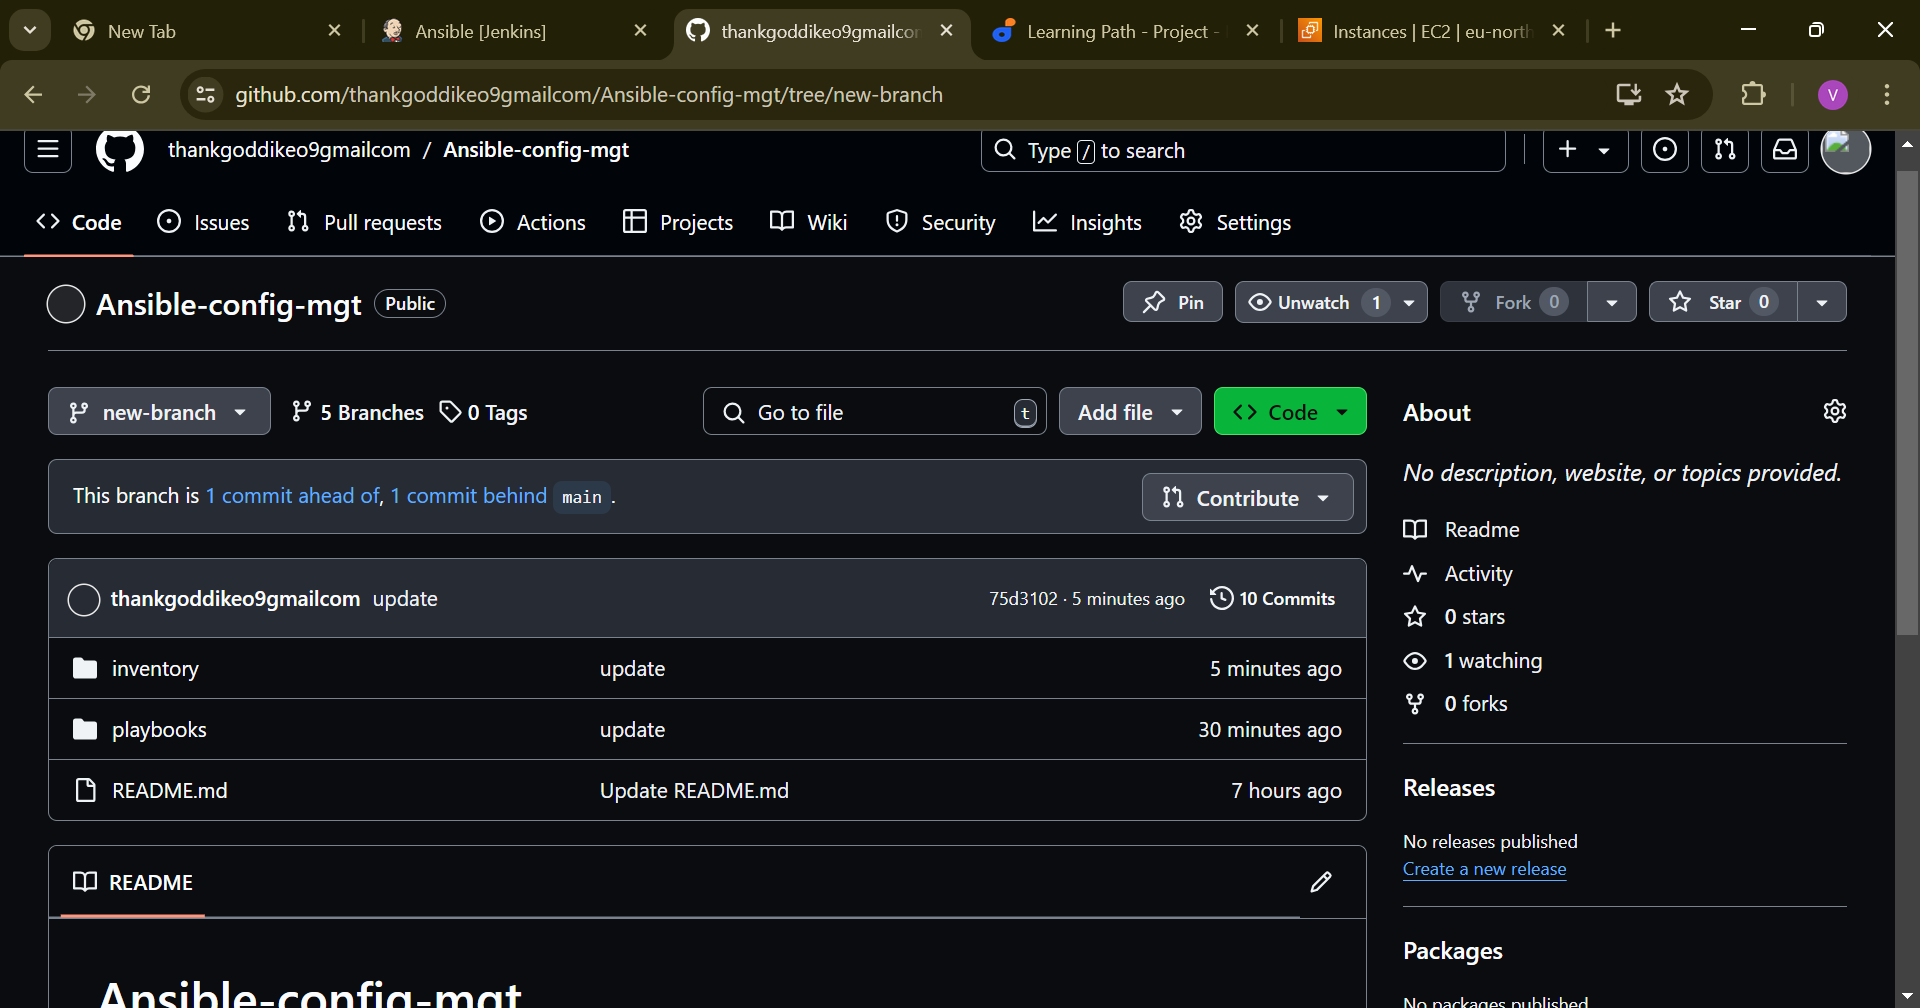 New Tab
Ansible [Jenkins]
thankgoddikeo9gmailcom
Learning Path - Project -
Instances | EC2 | eu-north
github.com/thankgoddikeo9gmailcom/Ansible-config-mgt/tree/new-branch
V
thankgoddikeo9gmailcom / Ansible-config-mgt
Type / to search
Code
Issues
Pull requests
Actions
Projects
Wiki
Security
Insights
Settings
Ansible-config-mgt Public
Pin
Unwatch 1
Fork 0
Star 0
new-branch
5 Branches
0 Tags
Go to file t
Add file
Code
This branch is 1 commit ahead of, 1 commit behind main .
Contribute
thankgoddikeo9gmailcom update
75d3102 · 5 minutes ago
10 Commits
inventory update 5 minutes ago
playbooks update 30 minutes ago
README.md Update README.md 7 hours ago
README
Ansible-config-mgt
About
No description, website, or topics provided.
Readme
Activity
0 stars
1 watching
0 forks
Releases
No releases published
Create a new release
Packages
No packages published